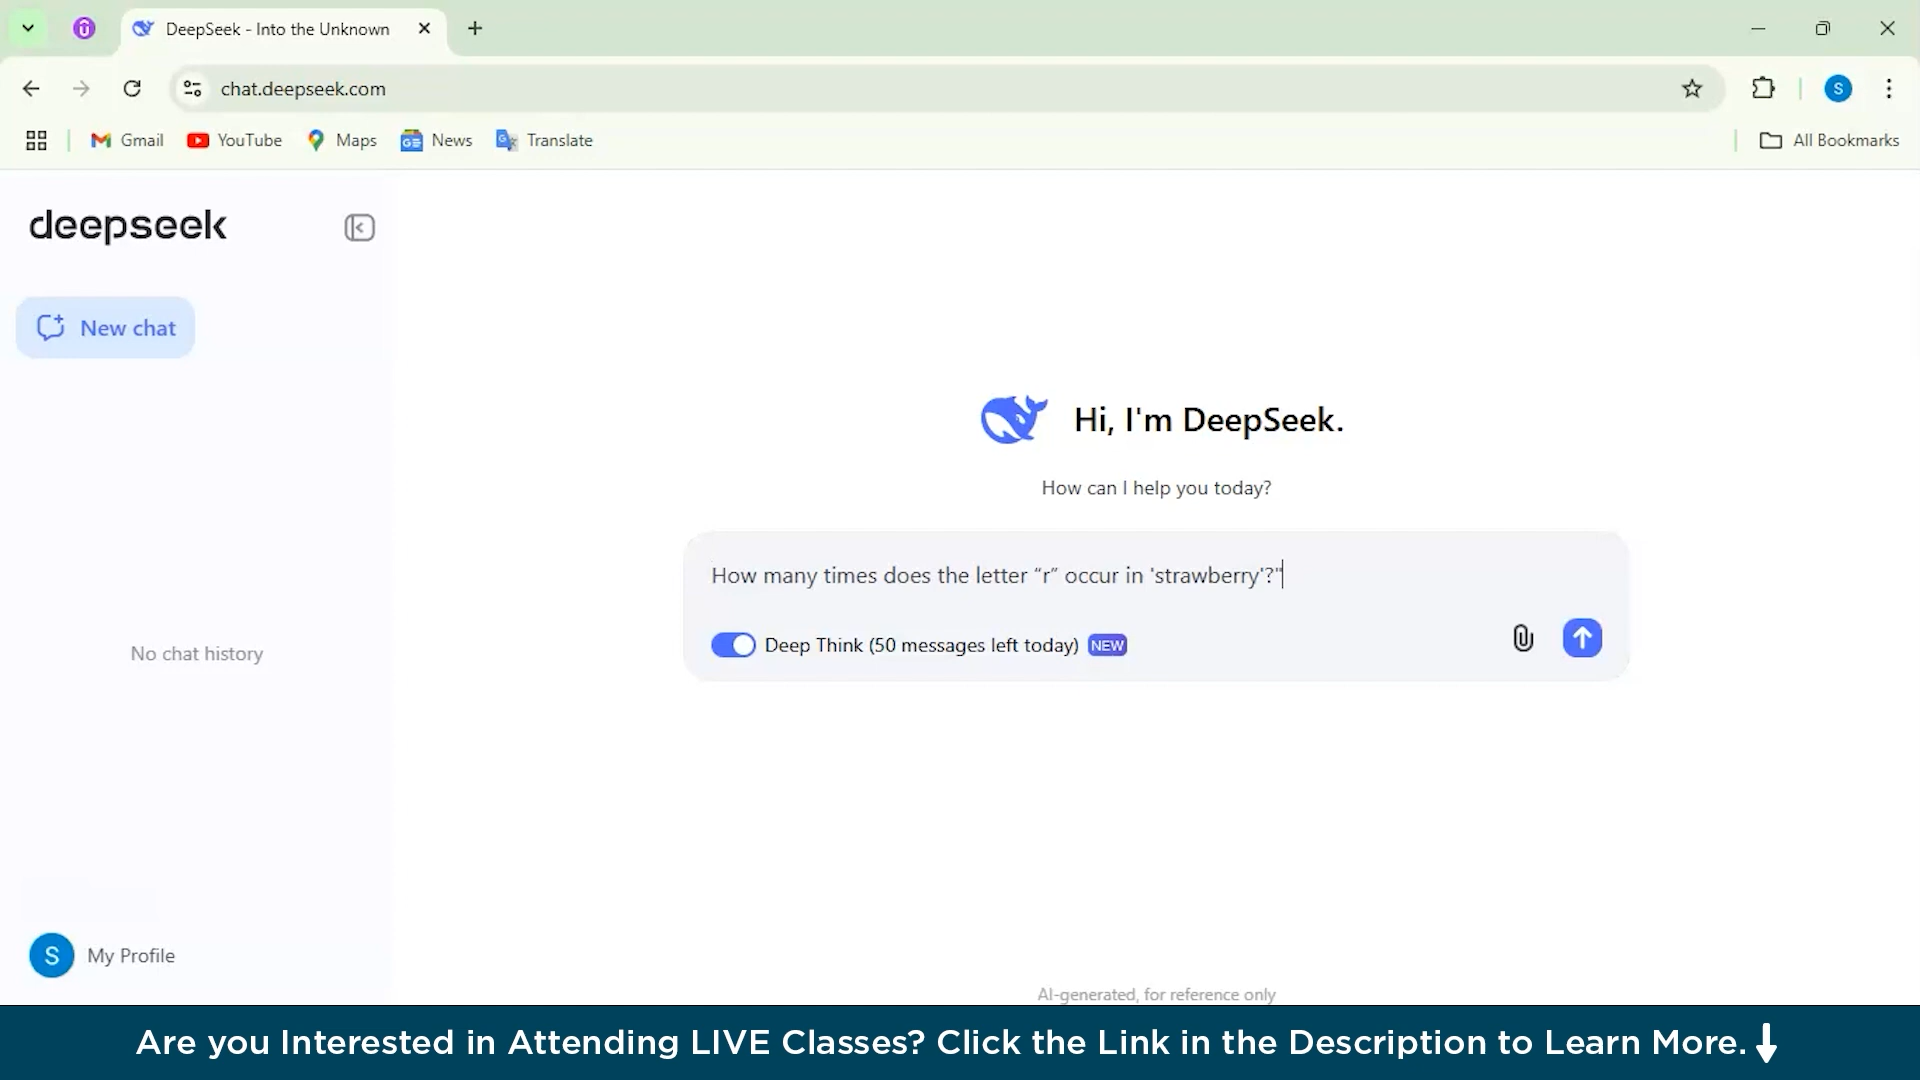 DeepSeek - Into the Unknown
chat.deepseek.com
S
Gmail
YouTube
Maps
News
Translate
All Bookmarks
deepseek
New chat
Hi, I'm DeepSeek.
How can I help you today?
How many times does the letter “r” occur in 'strawberry'?"
Deep Think (50 messages left today) NEW
No chat history
S My Profile
AI-generated, for reference only
Are you Interested in Attending LIVE Classes? Click the Link in the Description to Learn More.